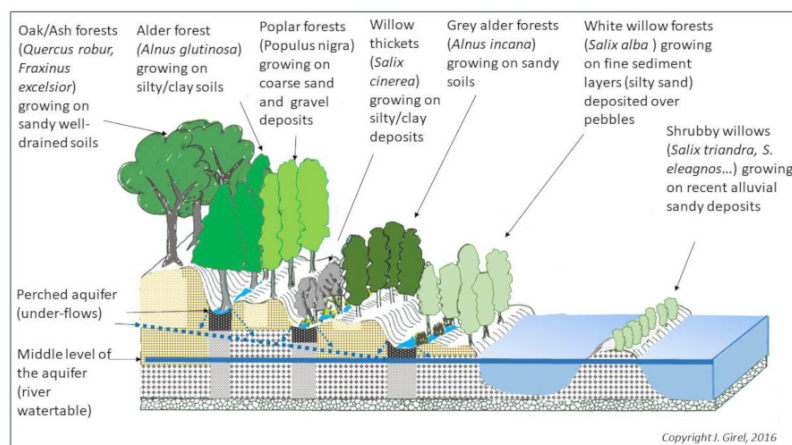 Oak/Ash forests
(Quercus robur,
Fraxinus
excelsior)
growing on
sandy well-
drained soils
Alder forest
(Alnus glutinosa)
growing on
silty/clay soils
Poplar forests
(Populus nigra)
growing on
coarse sand
and gravel
deposits
Willow
thickets
(Salix
cinerea)
growing on
silty/clay
deposits
Grey alder forests
(Alnus incana)
growing on sandy
soils
White willow forests
(Salix alba ) growing
on fine sediment
layers (silty sand)
deposited over
pebbles
Shrubby willows
(Salix triandra, S.
eleagnos...) growing
on recent alluvial
sandy deposits
Perched aquifer
(under-flows)
Middle level of
the aquifer
(river
watertable)
Copyright J. Girel, 2016